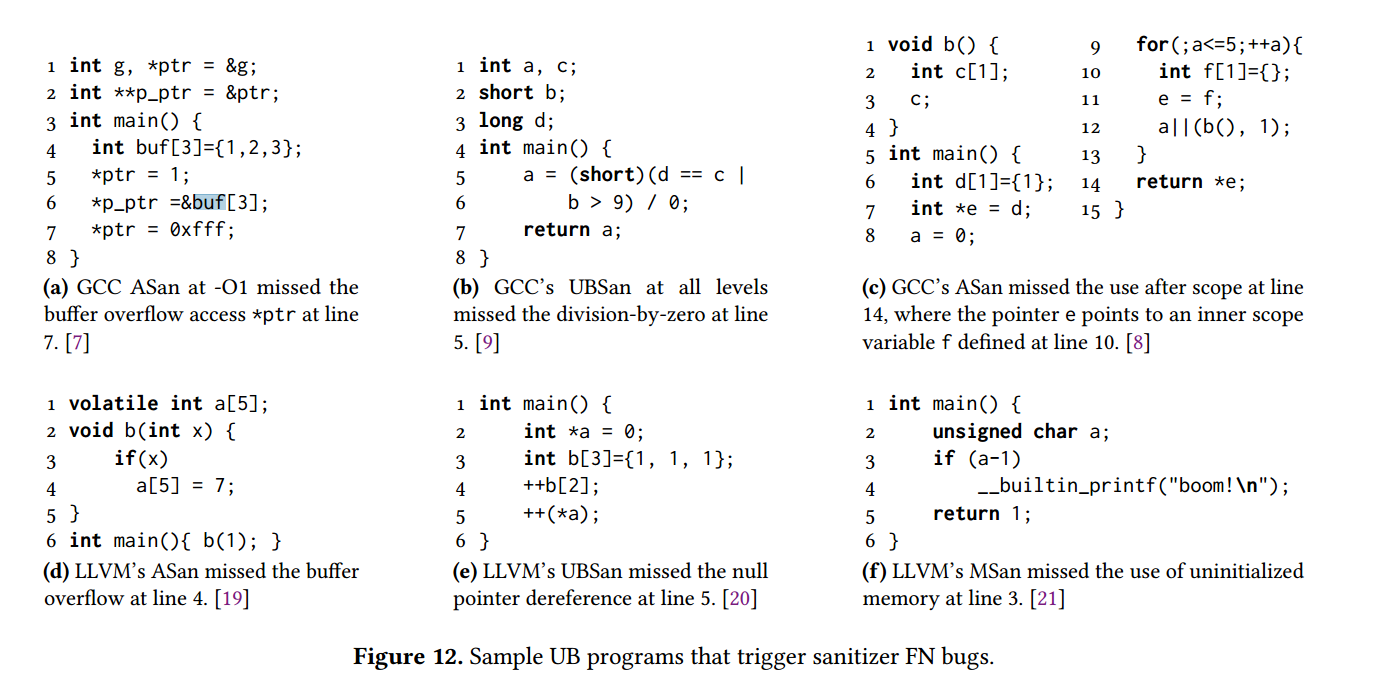 1 int g, *ptr = &g;
2 int **p_ptr = &ptr;
3 int main() {
4 int buf[3]={1,2,3};
5 *ptr = 1;
6 *p_ptr =&buf[3];
7 *ptr = 0xfff;
8 }
(a) GCC ASan at -O1 missed the
buffer overflow access *ptr at line
7. [7]
1 int a, c;
2 short b;
3 long d;
4 int main() {
5 a = (short)(d == c |
6 b > 9) / 0;
7 return a;
8 }
(b) GCC's UBSan at all levels
missed the division-by-zero at line
5. [9]
1 void b() {
2 int c[1];
3 c;
4 }
5 int main() {
6 int d[1]={1};
7 int *e = d;
8 a = 0;
9 for(;a<=5;++a){
10 int f[1]={};
11 e = f;
12 a||(b(), 1);
13 }
14 return *e;
15 }
(c) GCC's ASan missed the use after scope at line
14, where the pointer e points to an inner scope
variable f defined at line 10. [8]
1 volatile int a[5];
2 void b(int x) {
3 if(x)
4 a[5] = 7;
5 }
6 int main(){ b(1); }
(d) LLVM's ASan missed the buffer
overflow at line 4. [19]
1 int main() {
2 int *a = 0;
3 int b[3]={1, 1, 1};
4 ++b[2];
5 ++(*a);
6 }
(e) LLVM's UBSan missed the null
pointer dereference at line 5. [20]
1 int main() {
2 unsigned char a;
3 if (a-1)
4 __builtin_printf("boom!\n");
5 return 1;
6 }
(f) LLVM's MSan missed the use of uninitialized
memory at line 3. [21]
Figure 12. Sample UB programs that trigger sanitizer FN bugs.